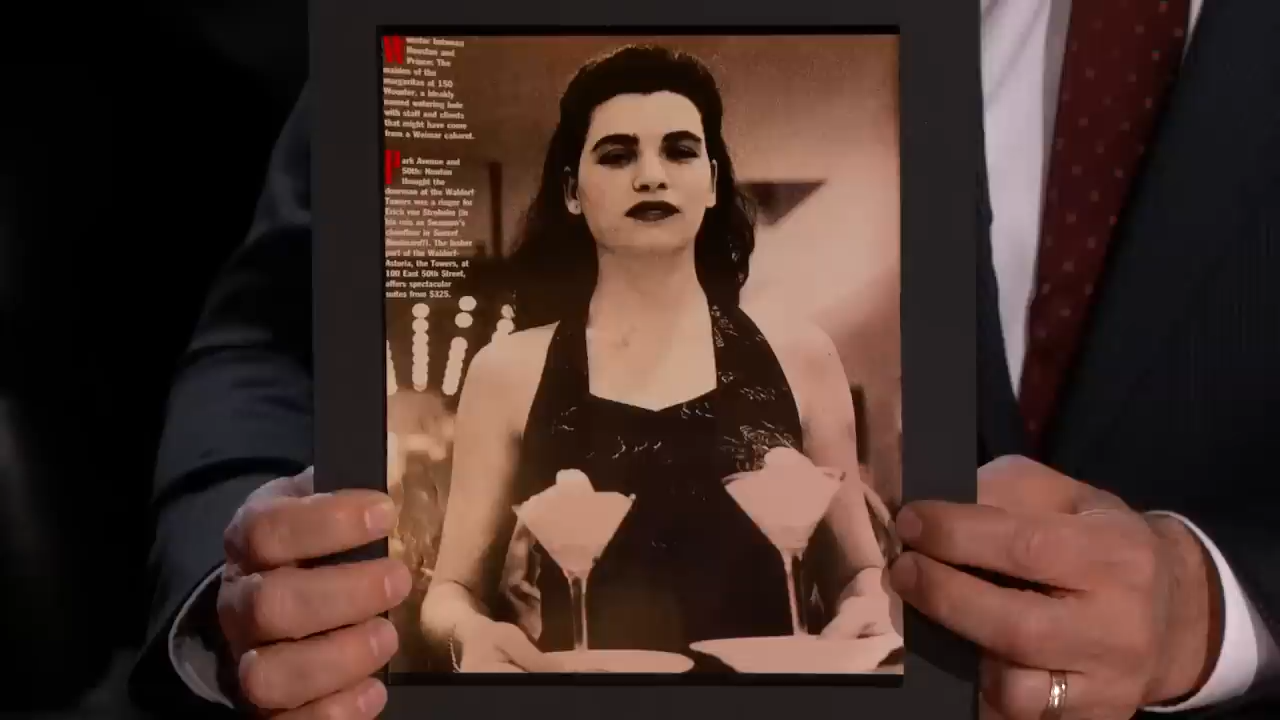 Wooster between
Houston and
Prince: The
maiden of the
margaritas at 150
Wooster, a bleakly
named watering hole
with staff and clients
that might have come
from a Weimar cabaret.
Park Avenue and
50th: Newton
thought the
doorman at the Waldorf
Towers was a ringer for
Erich von Stroheim (in
his role as Swanson's
chauffeur in Sunset
Boulevard!). The
part of the Waldorf-
Astoria, the Towers, at
100 East 50th Street,
offers spectacular
suites from $325.